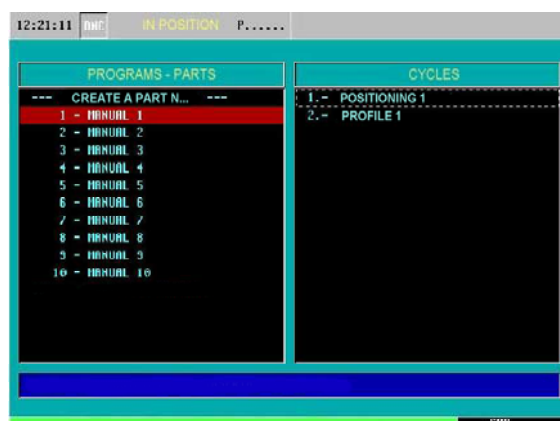 12:21:11 DNC IN POSITION P......
PROGRAMS - PARTS
--- CREATE A PART N... ---
1 - MANUAL 1
2 - MANUAL 2
3 - MANUAL 3
4 - MANUAL 4
5 - MANUAL 5
6 - MANUAL 6
7 - MANUAL 7
8 - MANUAL 8
9 - MANUAL 9
10 - MANUAL 10
CYCLES
1.- POSITIONING 1
2.- PROFILE 1